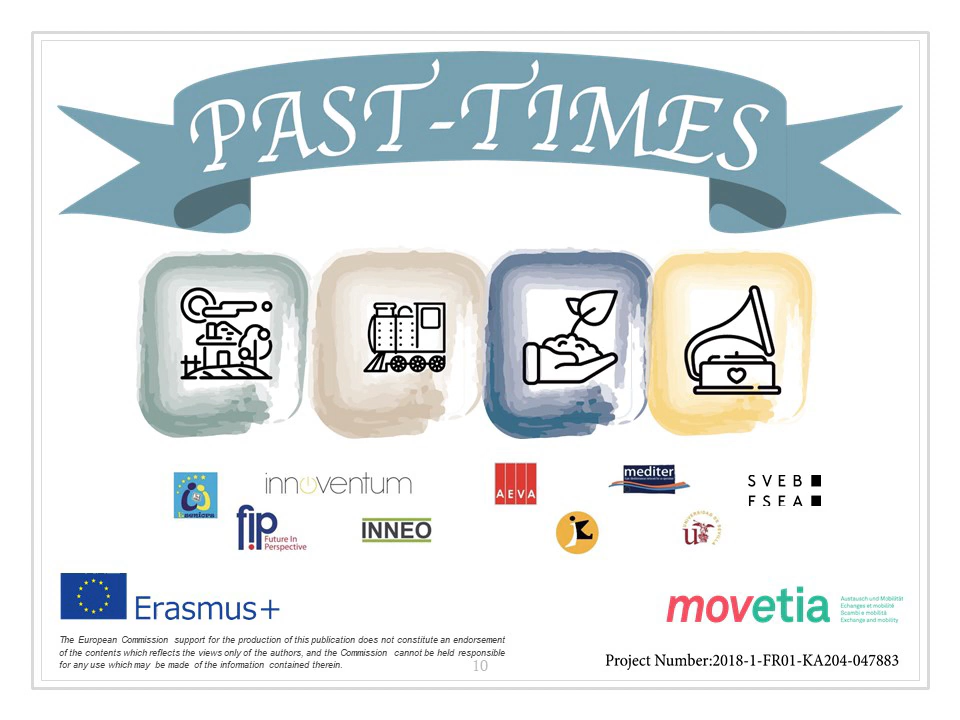 PAST-TIMES
innoventum
AEVA
mediter
SVEB
FSEA
fip
Future In
Perspective
INNEO
Erasmus+
movetia
Austausch und Mobilität
Echanges et mobilité
Scambi e mobilità
Exchange and mobility
The European Commission support for the production of this publication does not constitute an endorsement
of the contents which reflects the views only of the authors, and the Commission cannot be held responsible
for any use which may be made of the information contained therein.
10
Project Number:2018-1-FR01-KA204-047883